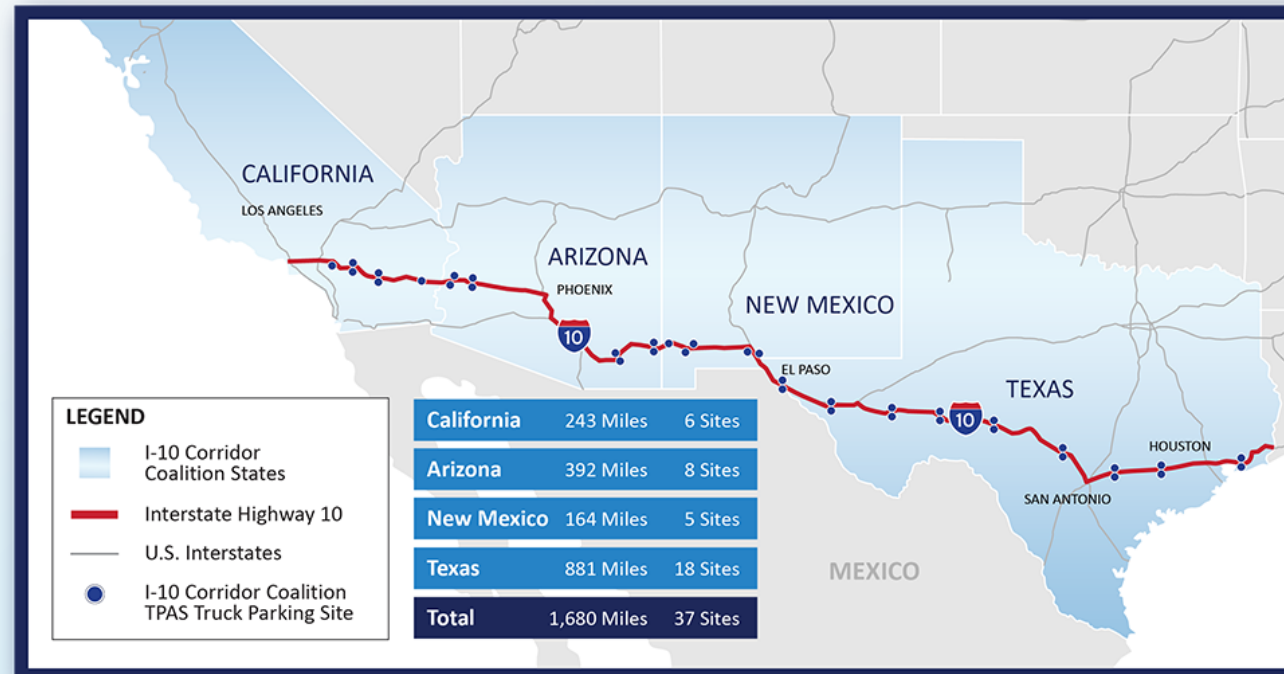 CALIFORNIA
LOS ANGELES
ARIZONA
PHOENIX
10
NEW MEXICO
EL PASO
TEXAS
10
HOUSTON
SAN ANTONIO
MEXICO
LEGEND
I-10 Corridor
Coalition States
Interstate Highway 10
U.S. Interstates
I-10 Corridor Coalition
TPAS Truck Parking Site
California 243 Miles 6 Sites
Arizona 392 Miles 8 Sites
New Mexico 164 Miles 5 Sites
Texas 881 Miles 18 Sites
Total 1,680 Miles 37 Sites